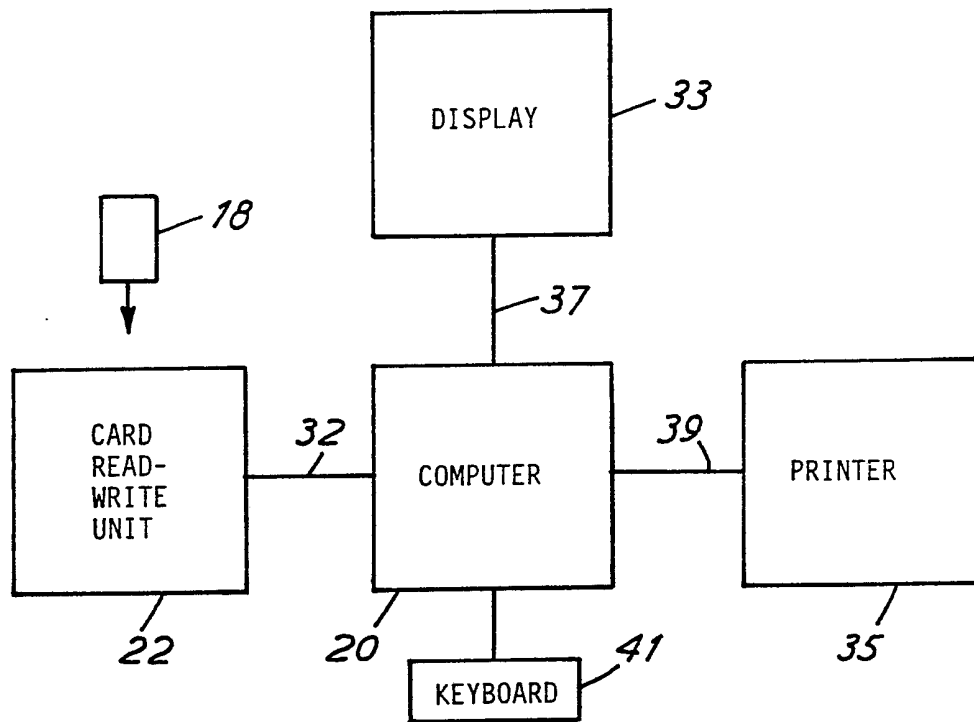 DISPLAY
33
18
37
CARD
READ-
WRITE
UNIT
32
COMPUTER
39
PRINTER
22
20
41
35
KEYBOARD